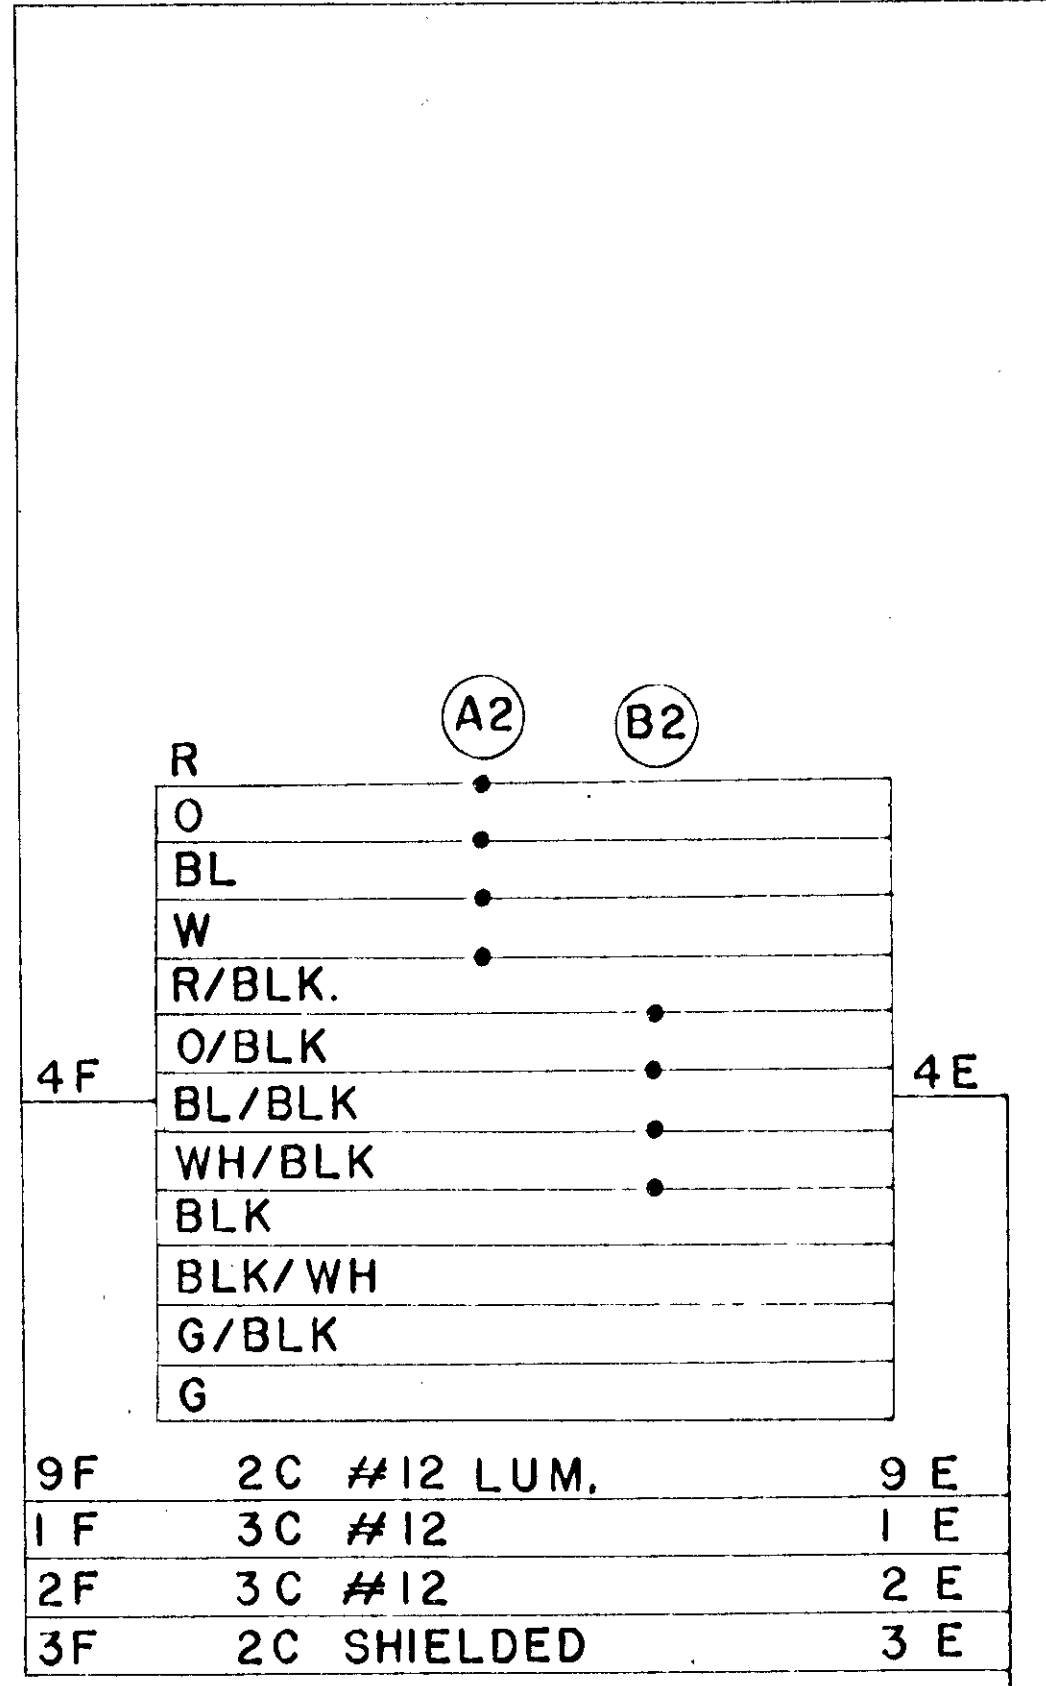 A2 B2
R
O
BL
W
R/BLK.
O/BLK
4F 4E
BL/BLK
WH/BLK
BLK
BLK/WH
G/BLK
G
9F 2C #12 LUM. 9E
1F 3C #12 1E
2F 3C #12 2E
3F 2C SHIELDED 3E